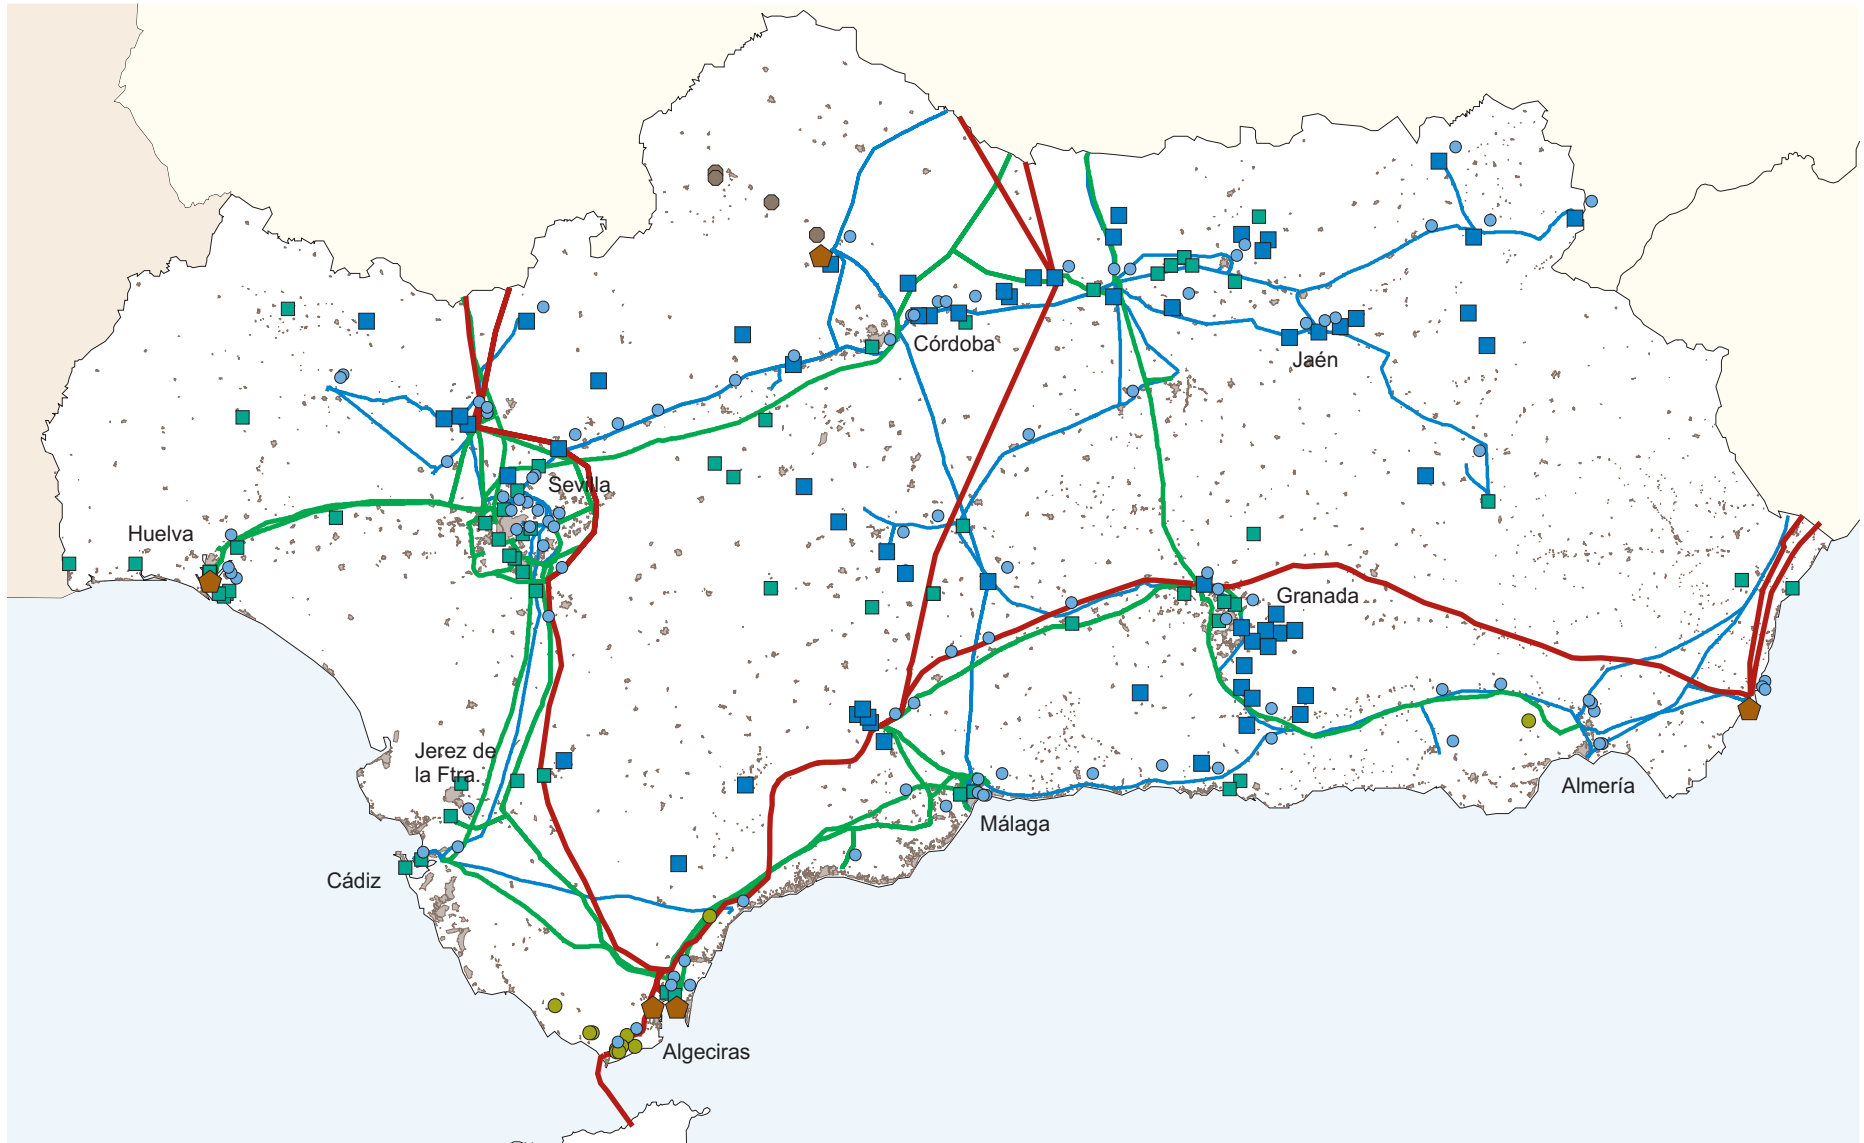 Córdoba
Jaén
Sevilla
Huelva
Granada
Jerez de
la Ftra.
Almería
Málaga
Cádiz
Algeciras